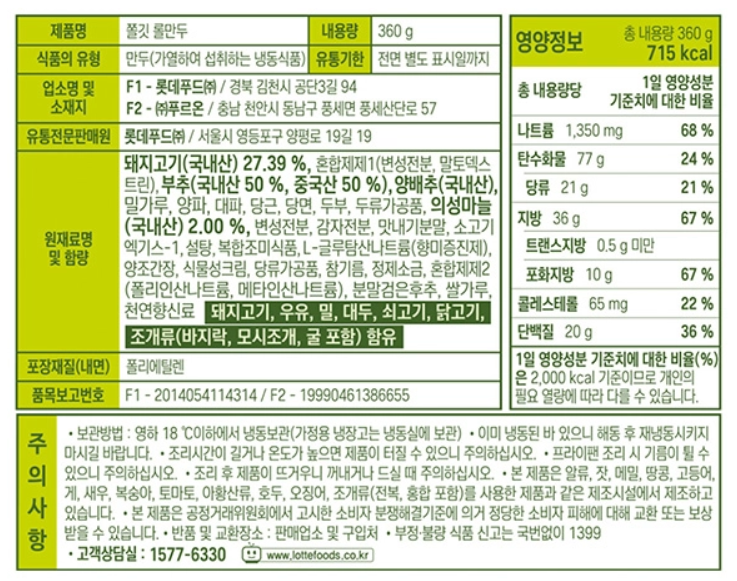 제품명 쫄깃 롤만두 내용량 360 g
식품의 유형 만두(가열하여 섭취하는 냉동식품) 유통기한 전면 별도 표시일까지
업소명 및 소재지 F1 - 롯데푸드㈜ / 경북 김천시 공단3길 94
F2 - ㈜푸르온 / 충남 천안시 동남구 풍세면 풍세산단로 57
유통전문판매원 롯데푸드㈜ / 서울시 영등포구 양평로 19길 19
원재료명 및 함량
돼지고기(국내산) 27.39 %, 혼합제제1(변성전분, 말토덱스
트린), 부추(국내산 50 %, 중국산 50 %), 양배추(국내산),
밀가루, 양파, 대파, 당근, 당면, 두부, 두류가공품, 의성마늘
(국내산) 2.00 %, 변성전분, 감자전분, 맛내기분말, 소고기
엑기스-1, 설탕, 복합조미식품, L-글루탐산나트륨(향미증진제),
양조간장, 식물성크림, 당류가공품, 참기름, 정제소금, 혼합제제2
(폴리인산나트륨, 메타인산나트륨), 분말검은후추, 쌀가루,
천연향신료 돼지고기, 우유, 밀, 대두, 쇠고기, 닭고기,
조개류(바지락, 모시조개, 굴 포함) 함유
포장재질(내면) 폴리에틸렌
품목보고번호 F1 - 2014054114314 / F2 - 19990461386655
영양정보 총 내용량 360 g
715 kcal
총 내용량당 1일 영양성분
기준치에 대한 비율
나트륨 1,350 mg 68 %
탄수화물 77 g 24 %
당류 21 g 21 %
지방 36 g 67 %
트랜스지방 0.5 g 미만
포화지방 10 g 67 %
콜레스테롤 65 mg 22 %
단백질 20 g 36 %
1일 영양성분 기준치에 대한 비율(%)
은 2,000 kcal 기준이므로 개인의
필요 열량에 따라 다를 수 있습니다.
주의사항
• 보관방법 : 영하 18 ℃이하에서 냉동보관(가정용 냉장고는 냉동실에 보관) • 이미 냉동된 바 있으니 해동 후 재냉동시키지
마시길 바랍니다. • 조리시간이 길거나 온도가 높으면 제품이 터질 수 있으니 주의하십시오. • 프라이팬 조리 시 기름이 튈 수
있으니 주의하십시오. • 조리 후 제품이 뜨거우니 꺼내거나 드실 때 주의하십시오. • 본 제품은 알류, 잣, 메밀, 땅콩, 고등어,
게, 새우, 복숭아, 토마토, 아황산류, 호두, 오징어, 조개류(전복, 홍합 포함)를 사용한 제품과 같은 제조시설에서 제조하고
있습니다. • 본 제품은 공정거래위원회에서 고시한 소비자 분쟁해결기준에 의거 정당한 소비자 피해에 대해 교환 또는 보상
받을 수 있습니다. • 반품 및 교환장소 : 판매업소 및 구입처 • 부정·불량 식품 신고는 국번없이 1399
• 고객상담실 : 1577-6330 www.lottefoods.co.kr